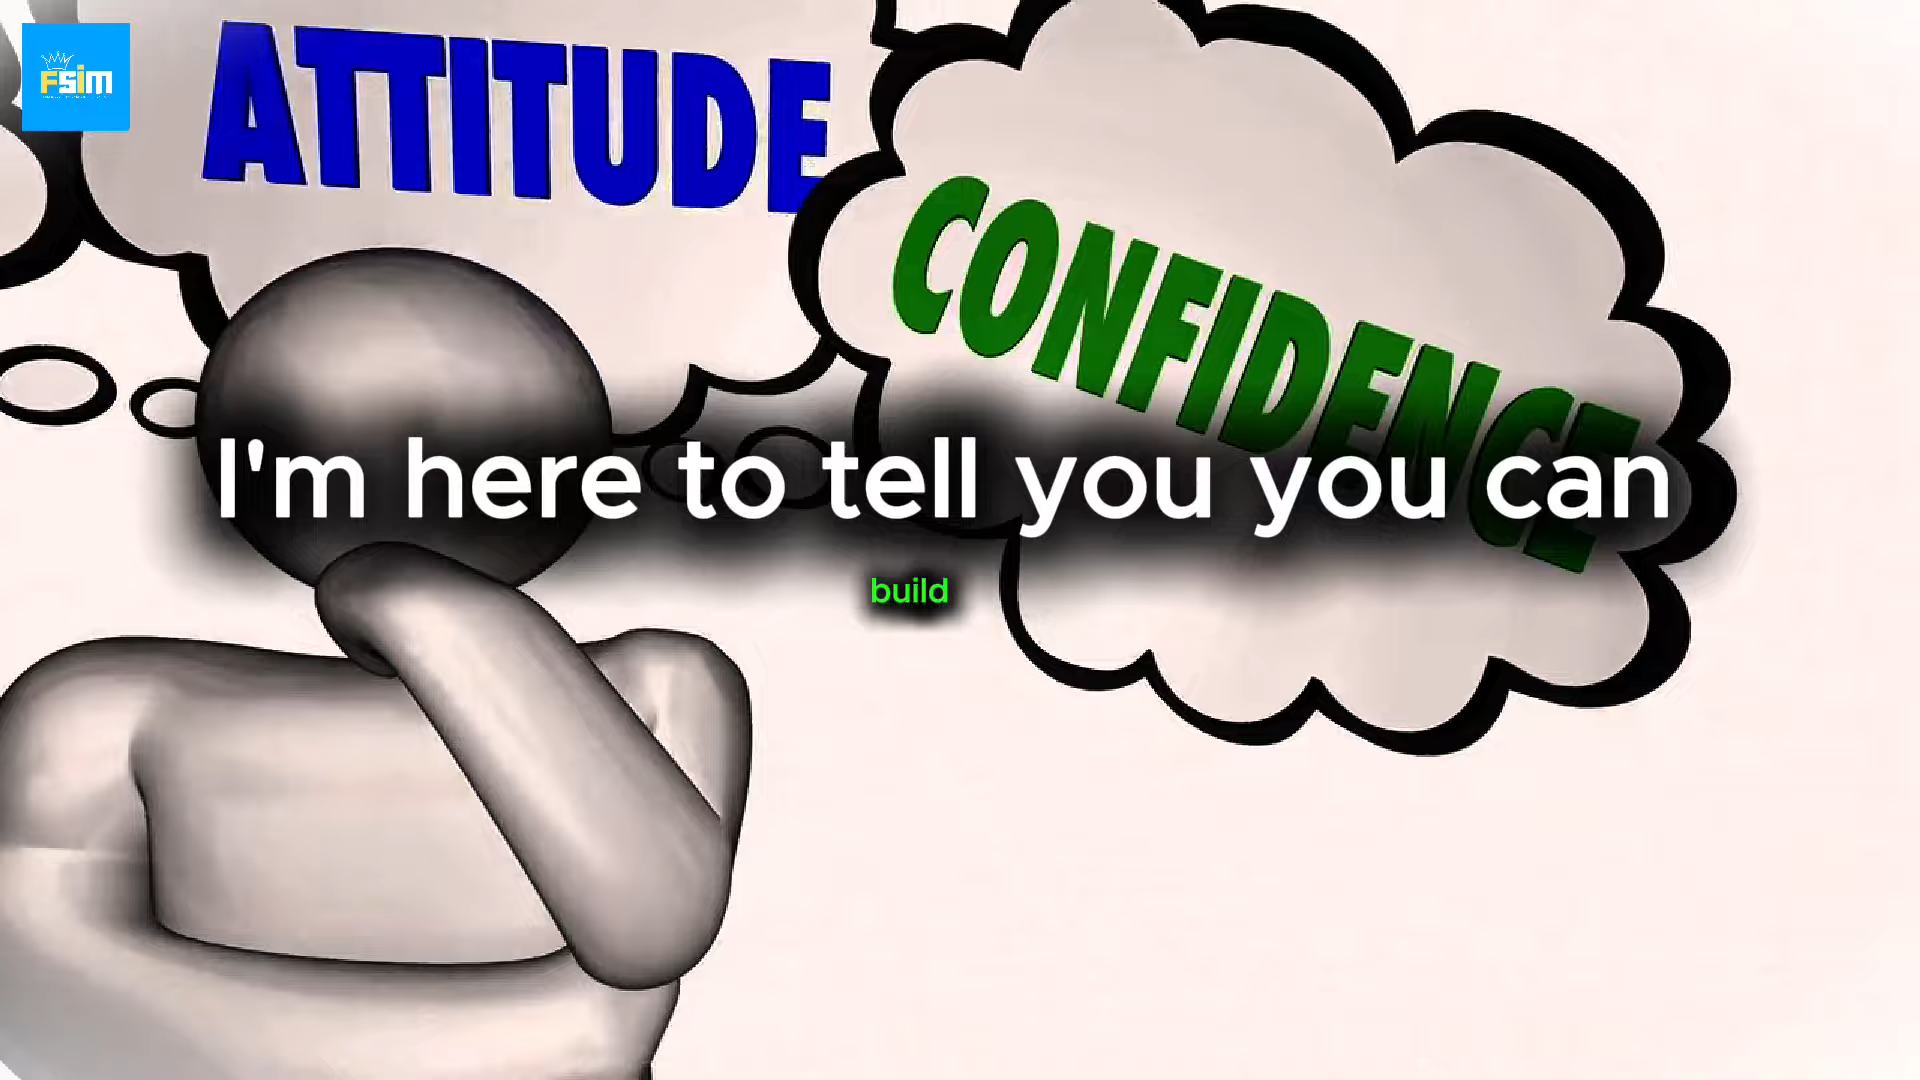 FSIM
ATTITUDE
CONFIDENCE
I'm here to tell you you can
build